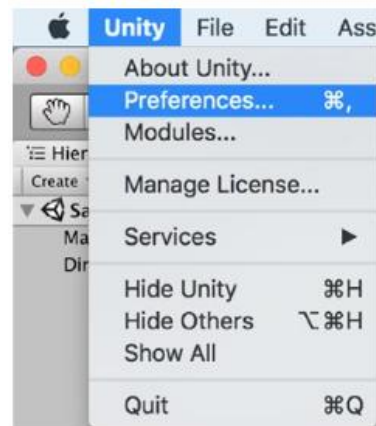 Unity File Edit Ass
About Unity...
Preferences... ⌘,
Modules...
Hier
Create
Manage License...
Sa
Ma
Services ▶
Dir
Hide Unity ⌘H
Hide Others ⌥⌘H
Show All
Quit ⌘Q